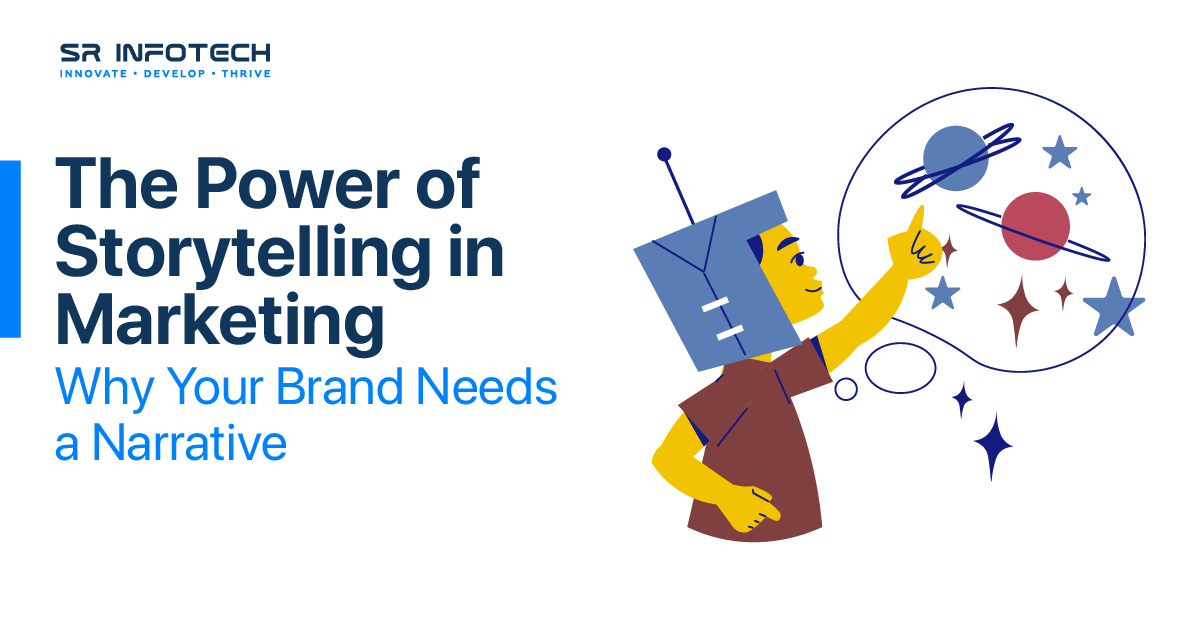 SR INFOTECH
INNOVATE • DEVELOP • THRIVE
The Power of
Storytelling in
Marketing
Why Your Brand Needs
a Narrative